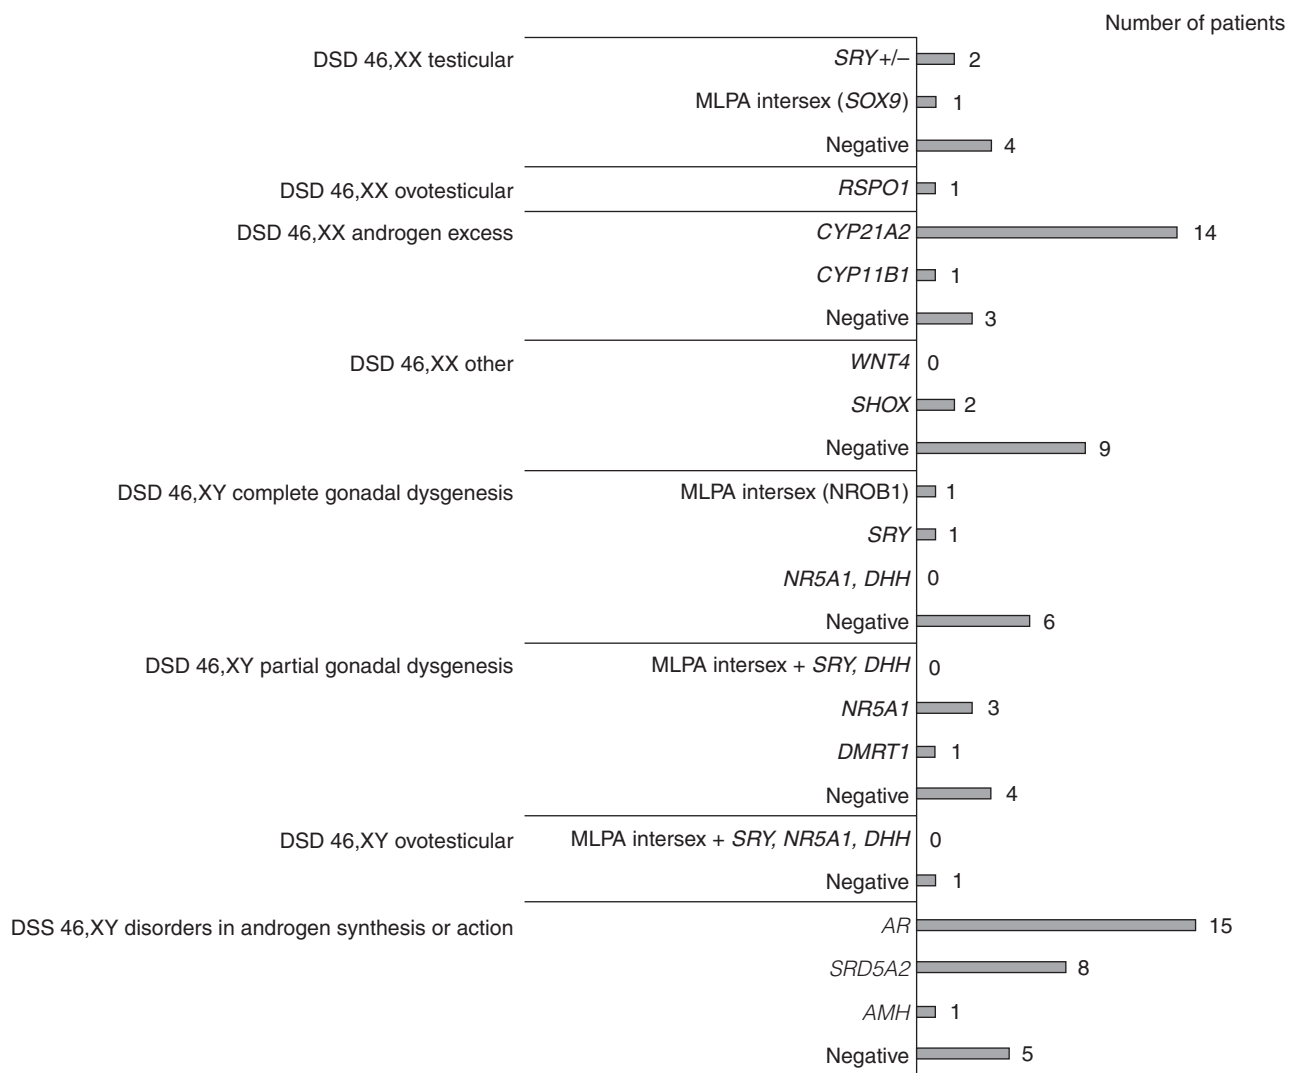 Number of patients
DSD 46,XX testicular SRY+/– 2
MLPA intersex (SOX9) 1
Negative 4
DSD 46,XX ovotesticular RSPO1 1
DSD 46,XX androgen excess CYP21A2 14
CYP11B1 1
Negative 3
DSD 46,XX other WNT4 0
SHOX 2
Negative 9
DSD 46,XY complete gonadal dysgenesis MLPA intersex (NROB1) 1
SRY 1
NR5A1, DHH 0
Negative 6
DSD 46,XY partial gonadal dysgenesis MLPA intersex + SRY, DHH 0
NR5A1 3
DMRT1 1
Negative 4
DSD 46,XY ovotesticular MLPA intersex + SRY, NR5A1, DHH 0
Negative 1
DSS 46,XY disorders in androgen synthesis or action AR 15
SRD5A2 8
AMH 1
Negative 5